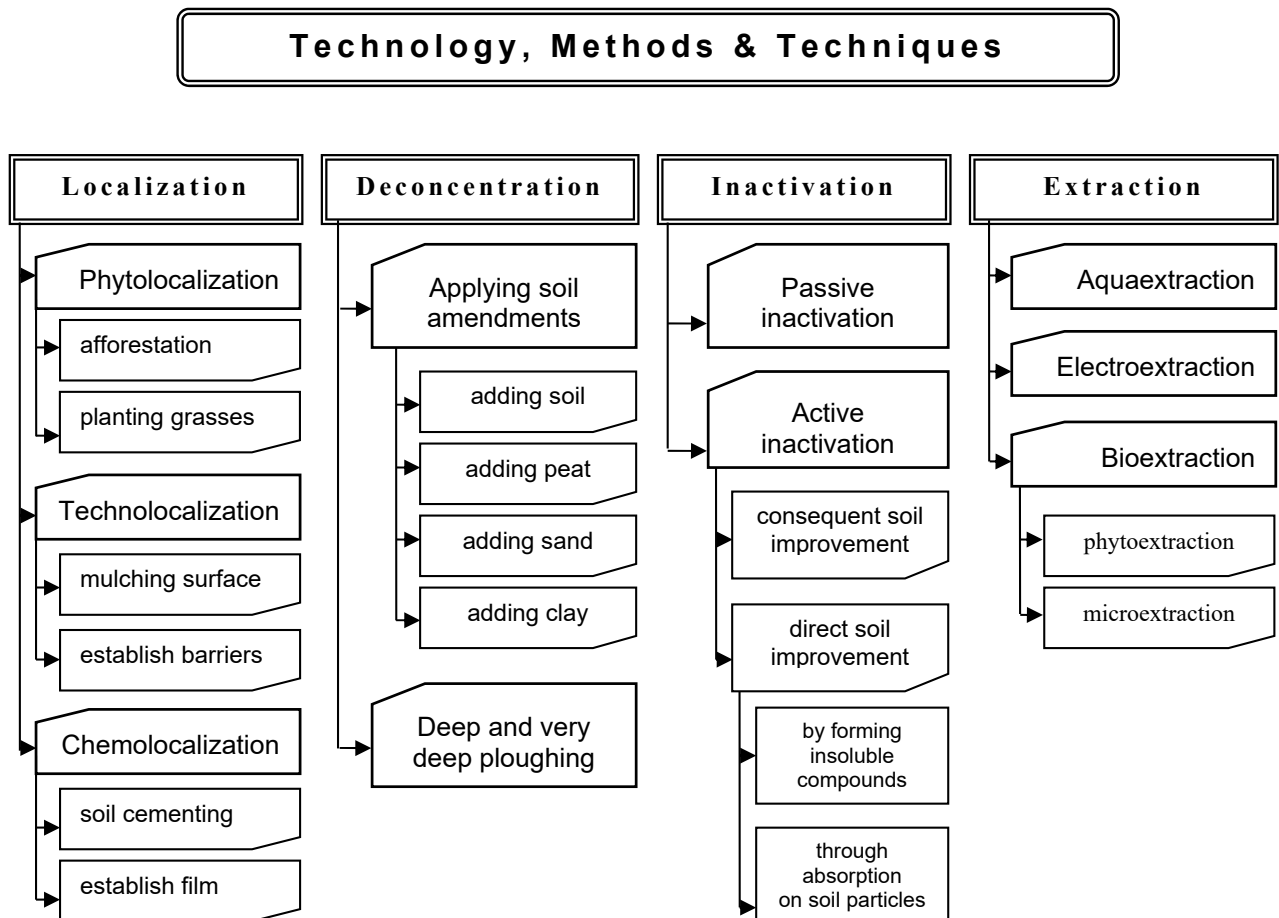 Technology, Methods & Techniques
Localization
Phytolocalization
afforestation
planting grasses
Technolocalization
mulching surface
establish barriers
Chemolocalization
soil cementing
establish film
Deconcentration
Applying soil
amendments
adding soil
adding peat
adding sand
adding clay
Deep and very
deep ploughing
Inactivation
Passive
inactivation
Active
inactivation
consequent soil
improvement
direct soil
improvement
by forming
insoluble
compounds
through
absorption
on soil particles
Extraction
Aquaextraction
Electroextraction
Bioextraction
phytoextraction
microextraction